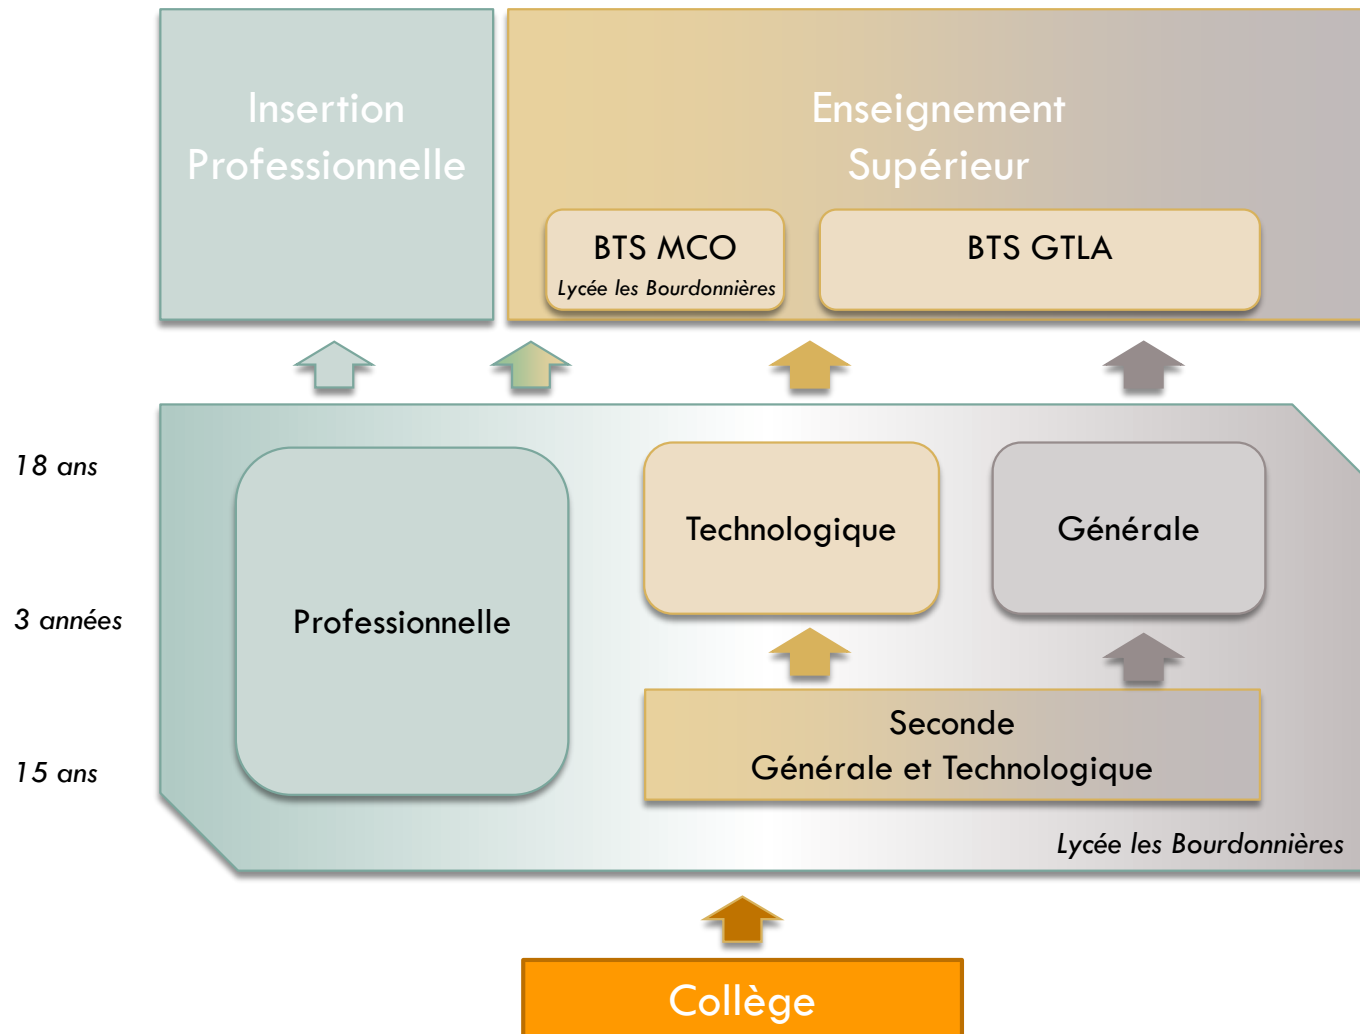 Insertion
Professionnelle
Enseignement
Supérieur
BTS MCO
Lycée les Bourdonnières
BTS GTLA
18 ans
Technologique
Générale
3 années
Professionnelle
Seconde
Générale et Technologique
15 ans
Lycée les Bourdonnières
Collège